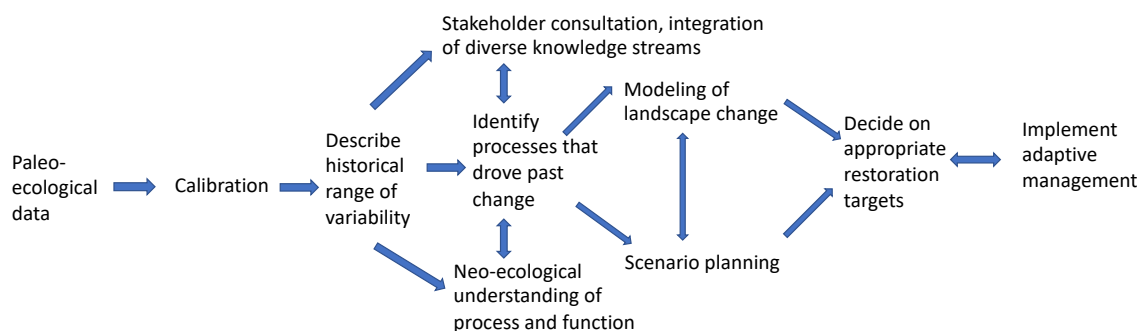 Stakeholder consultation, integration
of diverse knowledge streams
Paleo-
ecological
data
Calibration
Describe
historical
range of
variability
Identify
processes that
drove past
change
Neo-ecological
understanding of
process and function
Modeling of
landscape change
Scenario planning
Decide on
appropriate
restoration
targets
Implement
adaptive
management